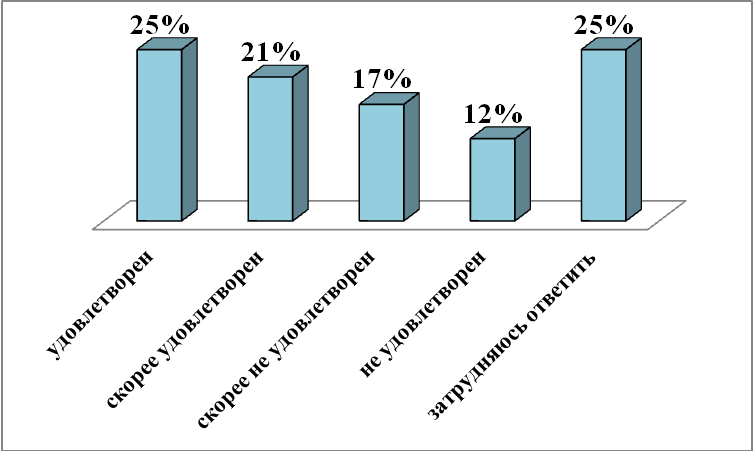 25%
21%
17%
12%
25%
удовлетворен
скорее удовлетворен
скорее не удовлетворен
не удовлетворен
затрудняюсь ответить